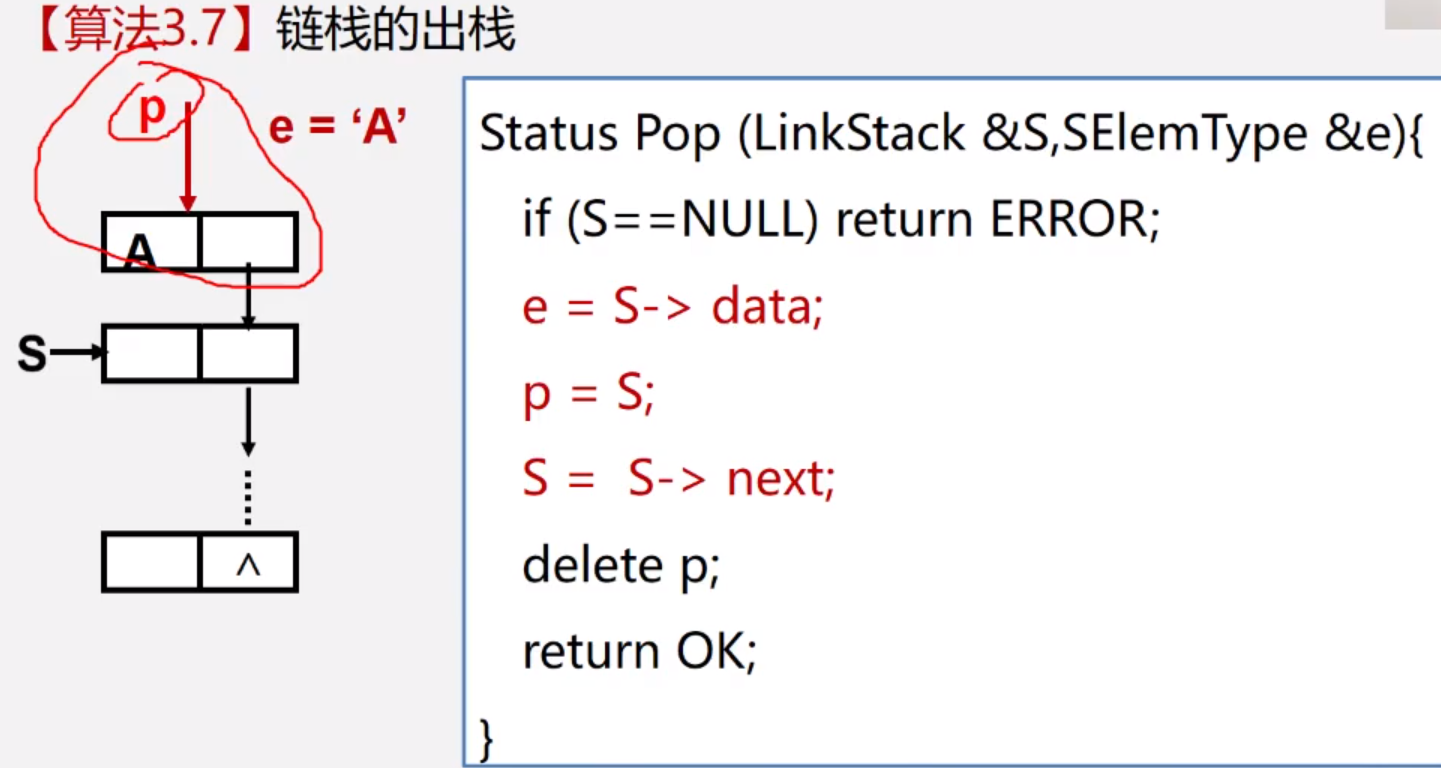 【算法3.7】链栈的出栈
p
e = ‘A’
A
S
∧
Status Pop (LinkStack &S,SElemType &e){
if (S==NULL) return ERROR;
e = S-> data;
p = S;
S = S-> next;
delete p;
return OK;
}